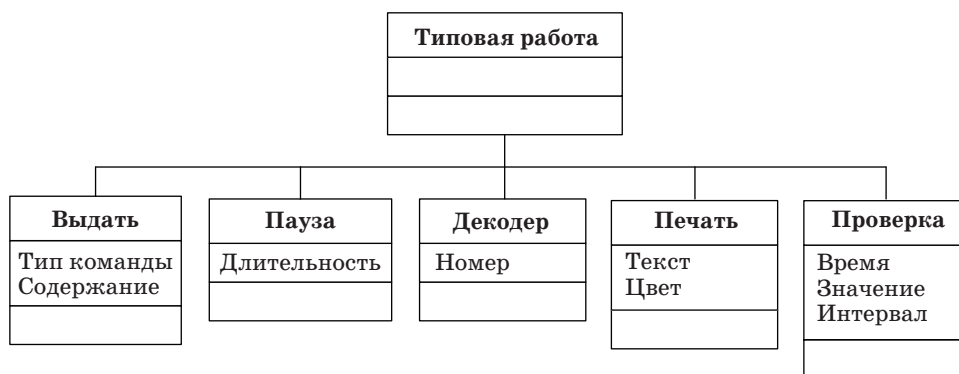 Типовая работа
Выдать
Тип команды
Содержание
Пауза
Длительность
Декодер
Номер
Печать
Текст
Цвет
Проверка
Время
Значение
Интервал